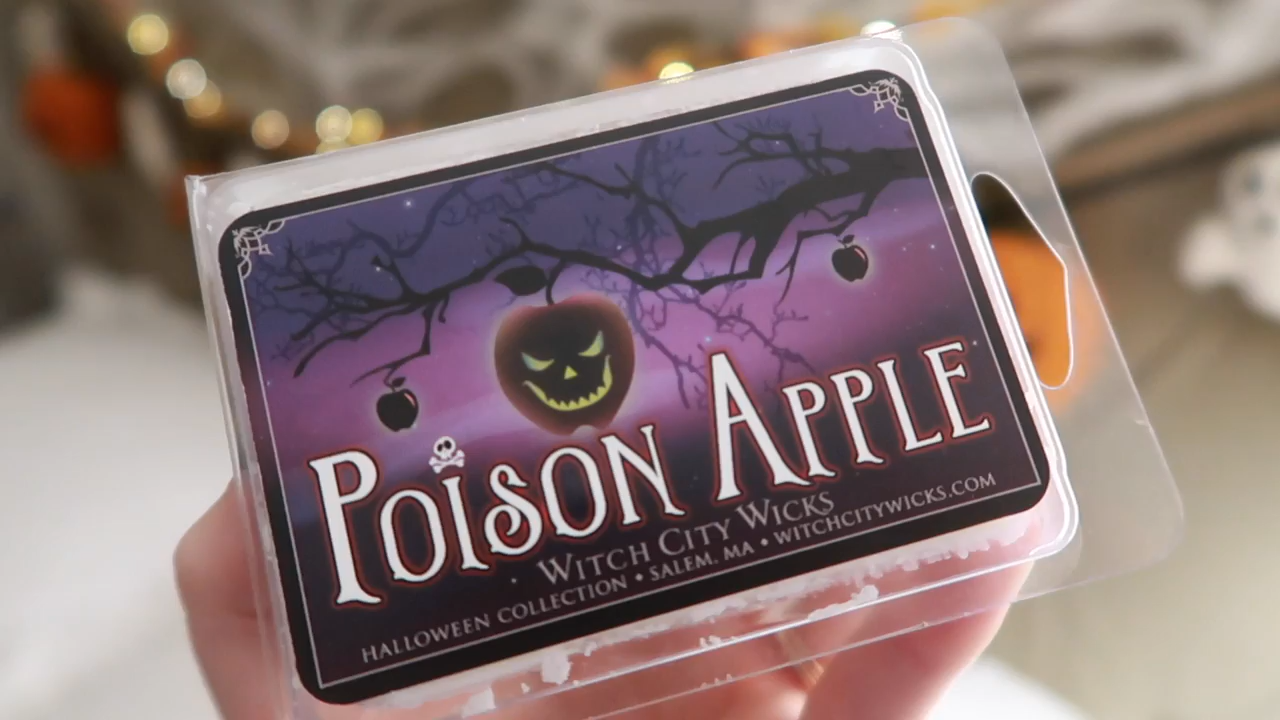 POISON APPLE
WITCH CITY WICKS
HALLOWEEN COLLECTION • SALEM, MA • WITCHCITYWICKS.COM